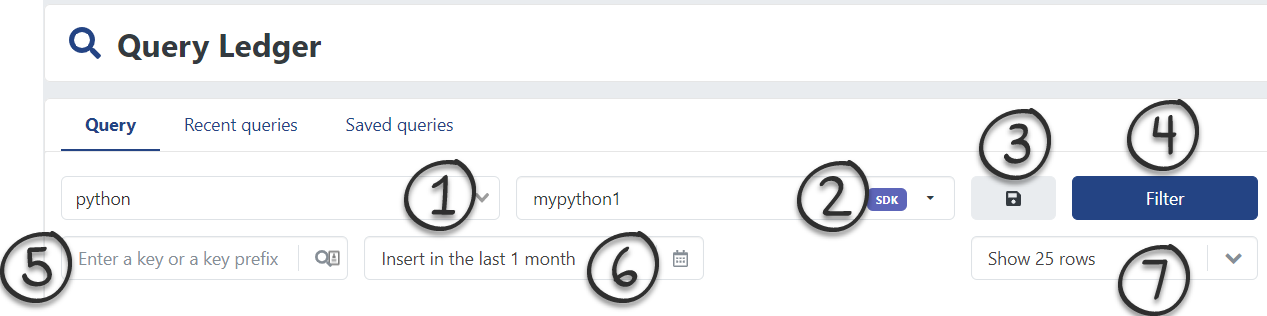 Query Ledger
Query Recent queries Saved queries
3 4
python 1 mypython1 2 SDK Filter
5 Enter a key or a key prefix Insert in the last 1 month 6 Show 25 rows 7